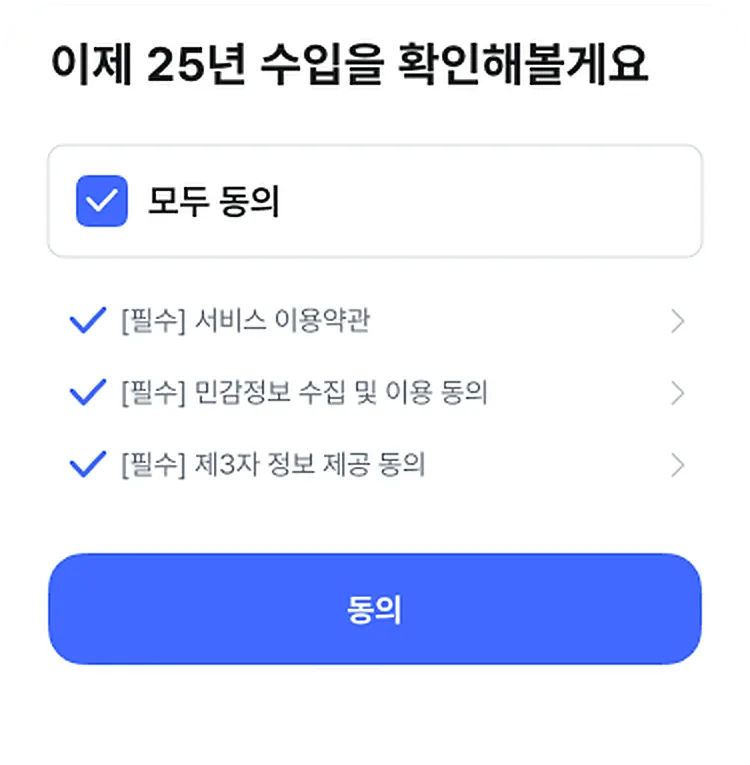 이제 25년 수입을 확인해볼게요
모두 동의
[필수] 서비스 이용약관
[필수] 민감정보 수집 및 이용 동의
[필수] 제3자 정보 제공 동의
동의